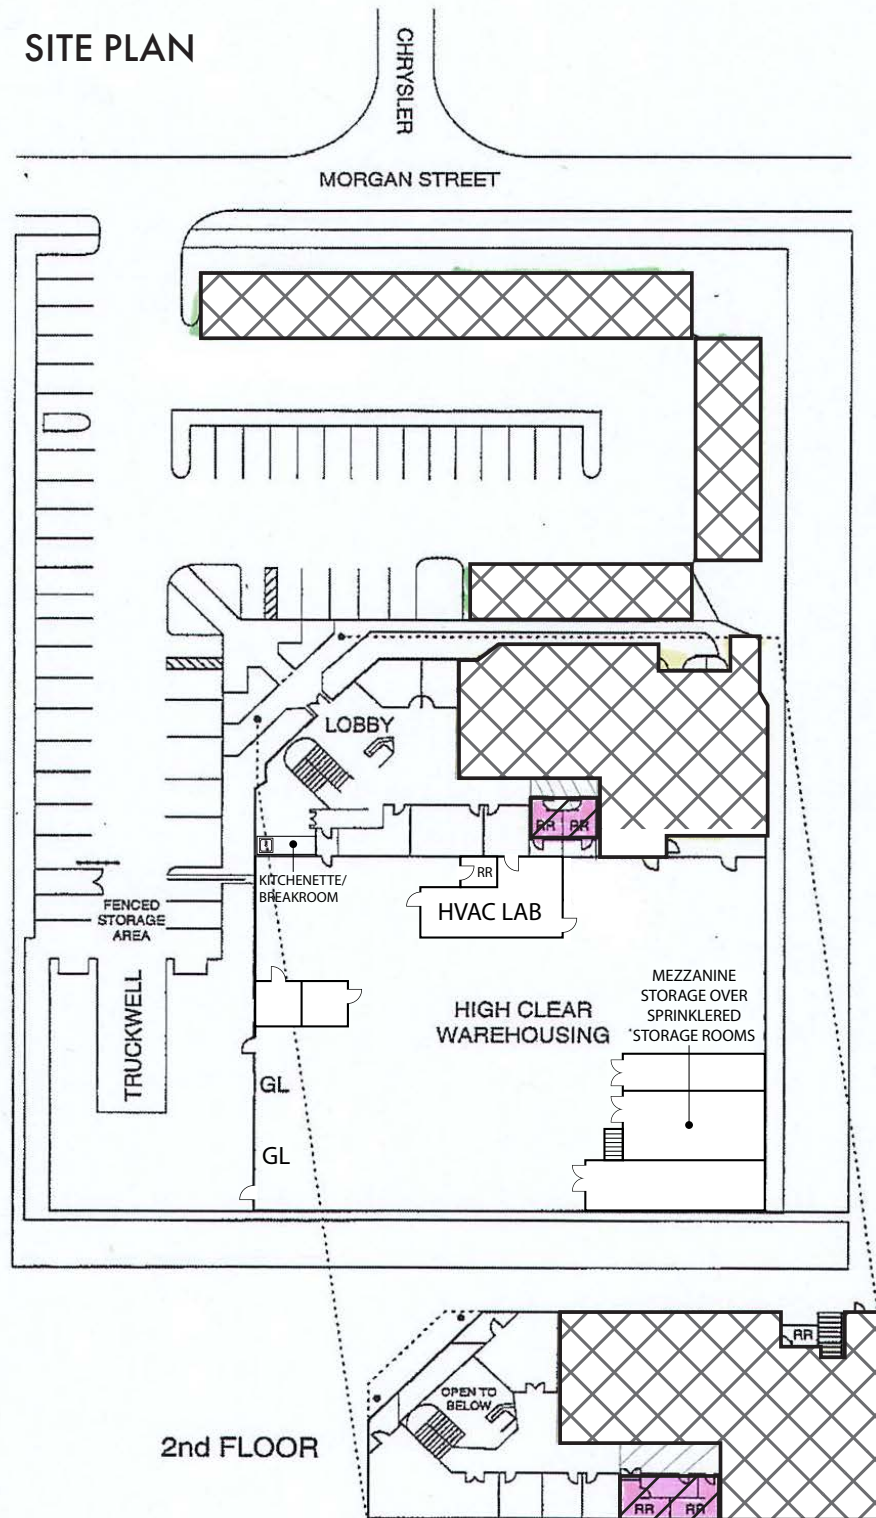 SITE PLAN
CHRYSLER
MORGAN STREET
LOBBY
RR RR
KITCHENETTE/
BREAKROOM
RR
HVAC LAB
FENCED
STORAGE
AREA
TRUCKWELL
HIGH CLEAR
WAREHOUSING
MEZZANINE
STORAGE OVER
SPRINKLERED
STORAGE ROOMS
GL
GL
RR
OPEN TO
BELOW
2nd FLOOR
RR RR